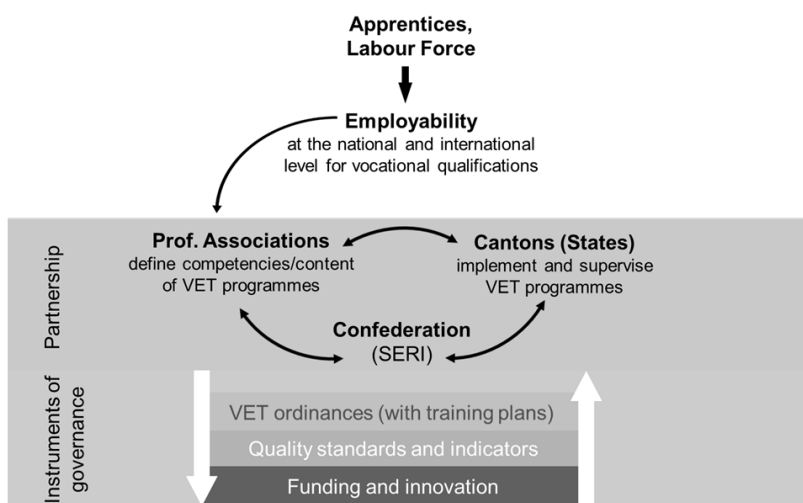 Apprentices,
Labour Force
Employability
at the national and international
level for vocational qualifications
Partnership
Prof. Associations
define competencies/content
of VET programmes
Cantons (States)
implement and supervise
VET programmes
Confederation
(SERI)
Instruments of
governance
VET ordinances (with training plans)
Quality standards and indicators
Funding and innovation